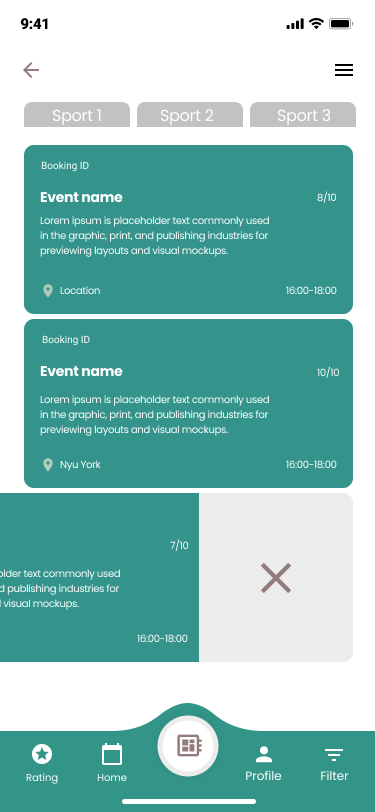 9:41
Sport 1 Sport 2 Sport 3
Booking ID
Event name 8/10
Lorem ipsum is placeholder text commonly used
in the graphic, print, and publishing industries for
previewing layouts and visual mockups.
Location 16:00-18:00
Booking ID
Event name 10/10
Lorem ipsum is placeholder text commonly used
in the graphic, print, and publishing industries for
previewing layouts and visual mockups.
Nyu York 16:00-18:00
7/10
older text commonly used
d publishing industries for
visual mockups.
16:00-18:00
Rating Home Profile Filter